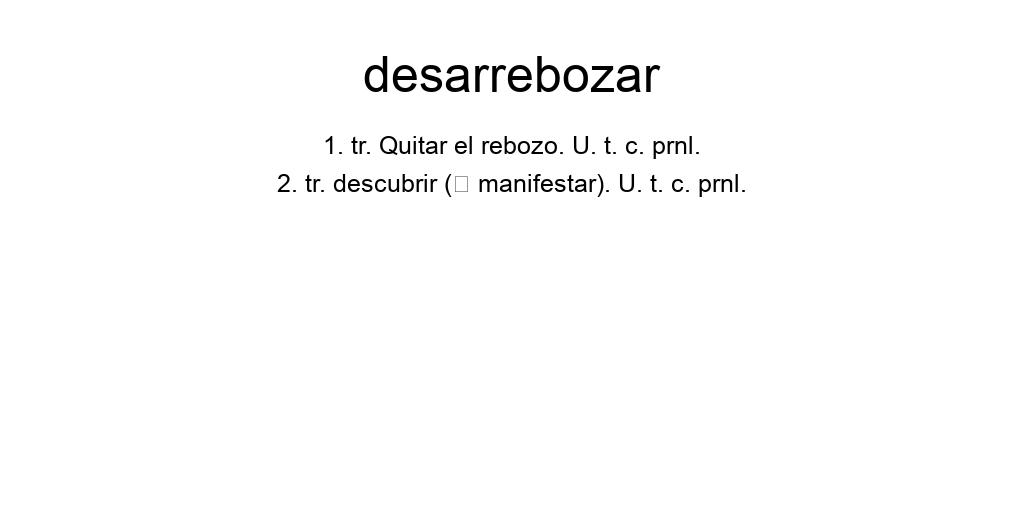 desarrebozar
1. tr. Quitar el rebozo. U. t. c. prnl.
2. tr. descubrir (□ manifestar). U. t. c. prnl.